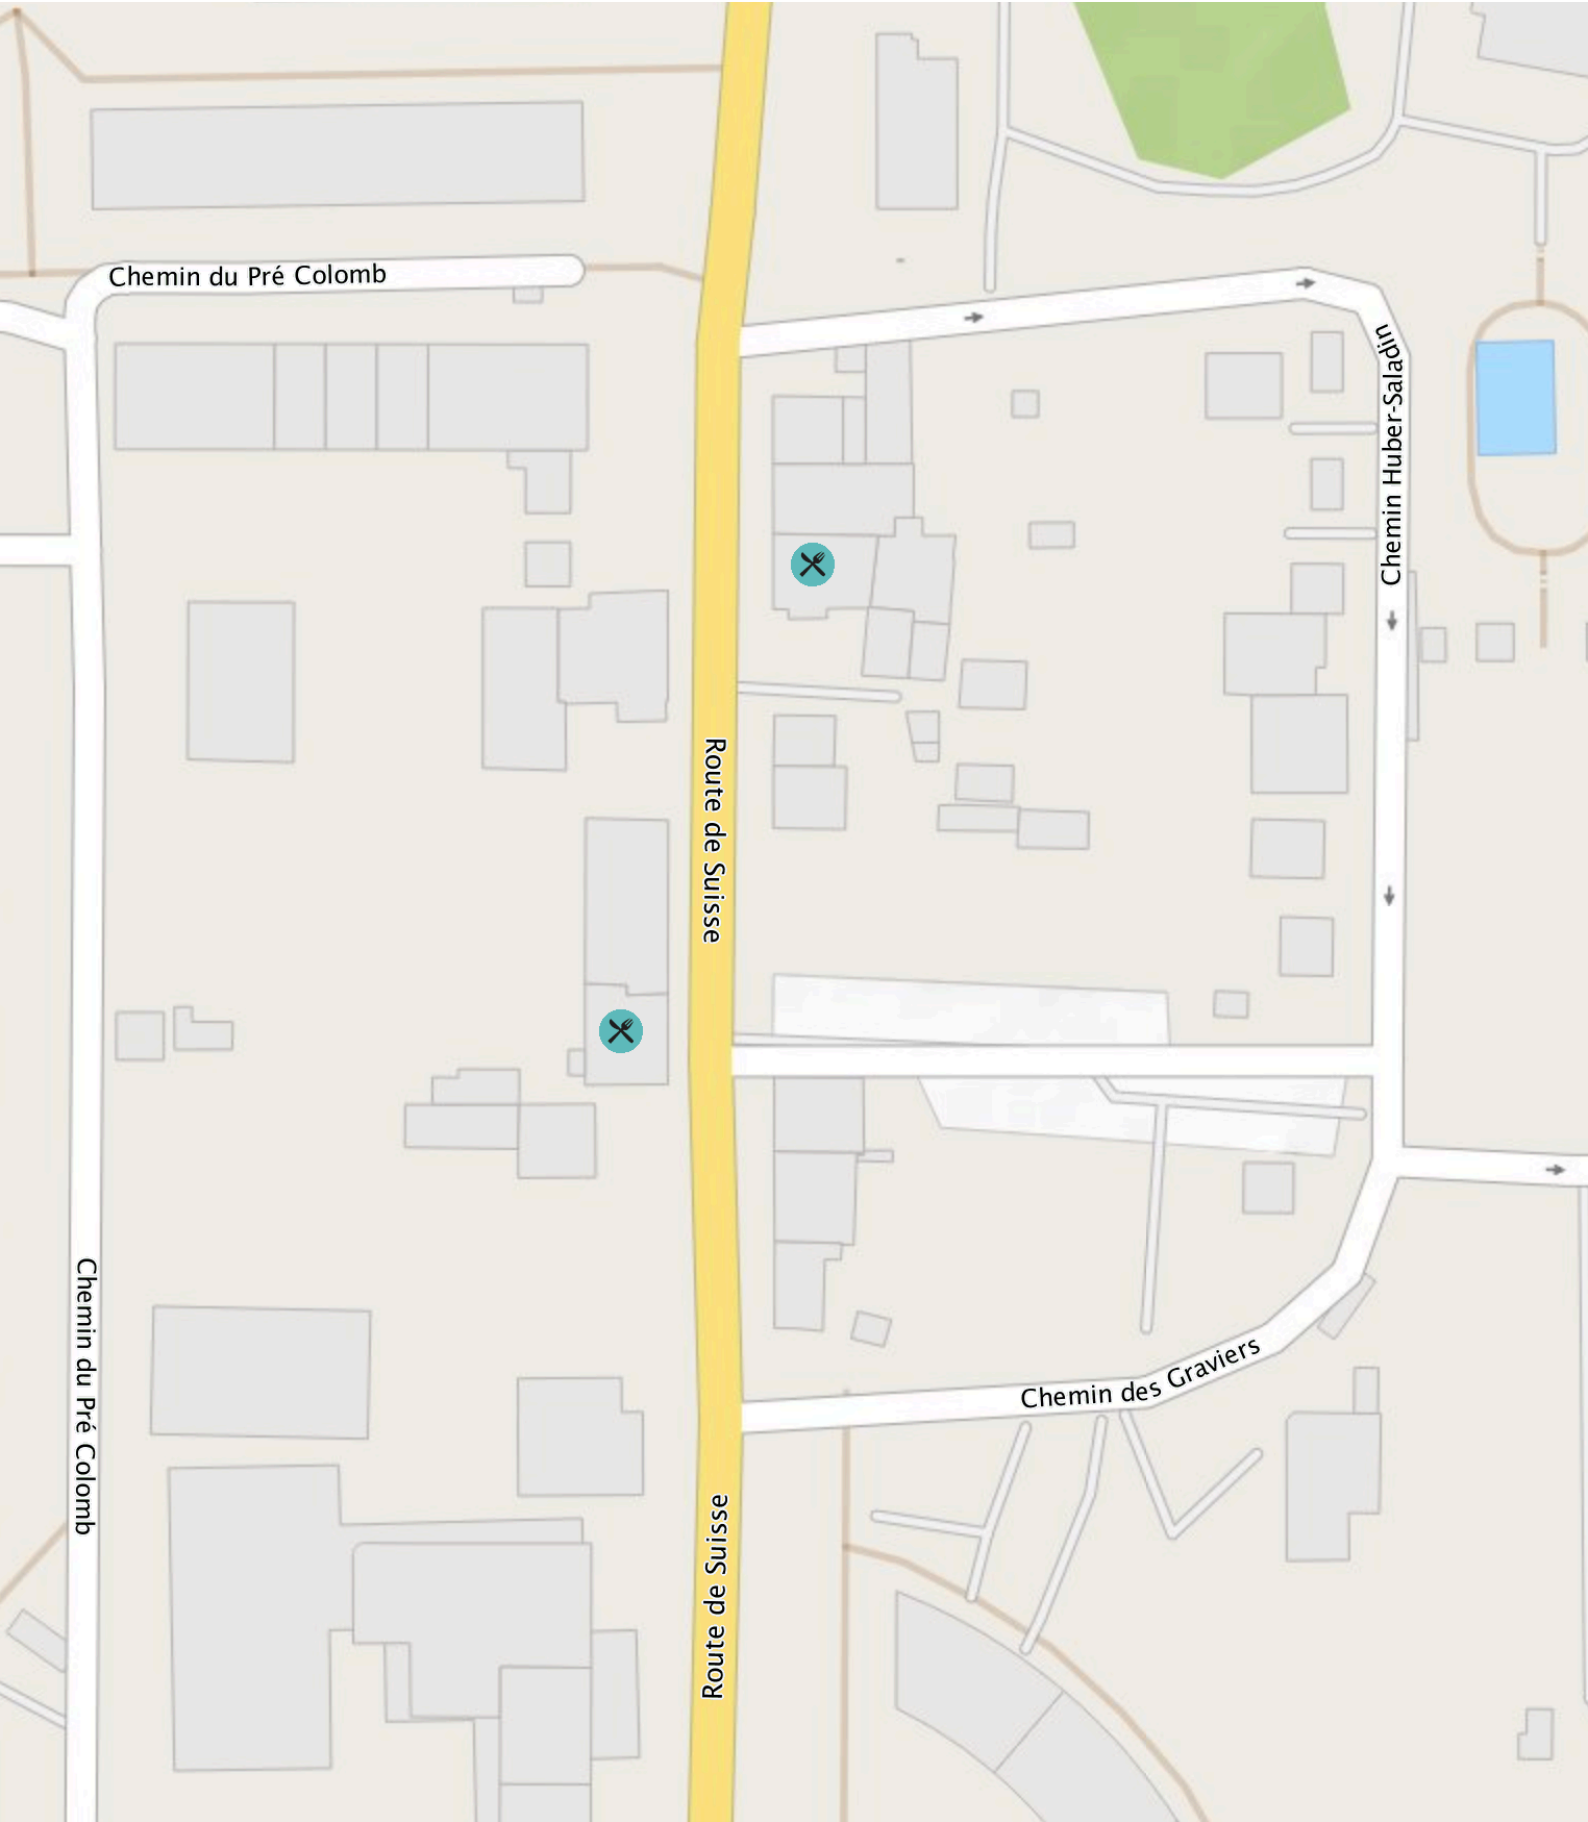 Chemin du Pré Colomb
Chemin Huber-Saladin
Route de Suisse
Chemin du Pré Colomb
Chemin des Graviers
Route de Suisse